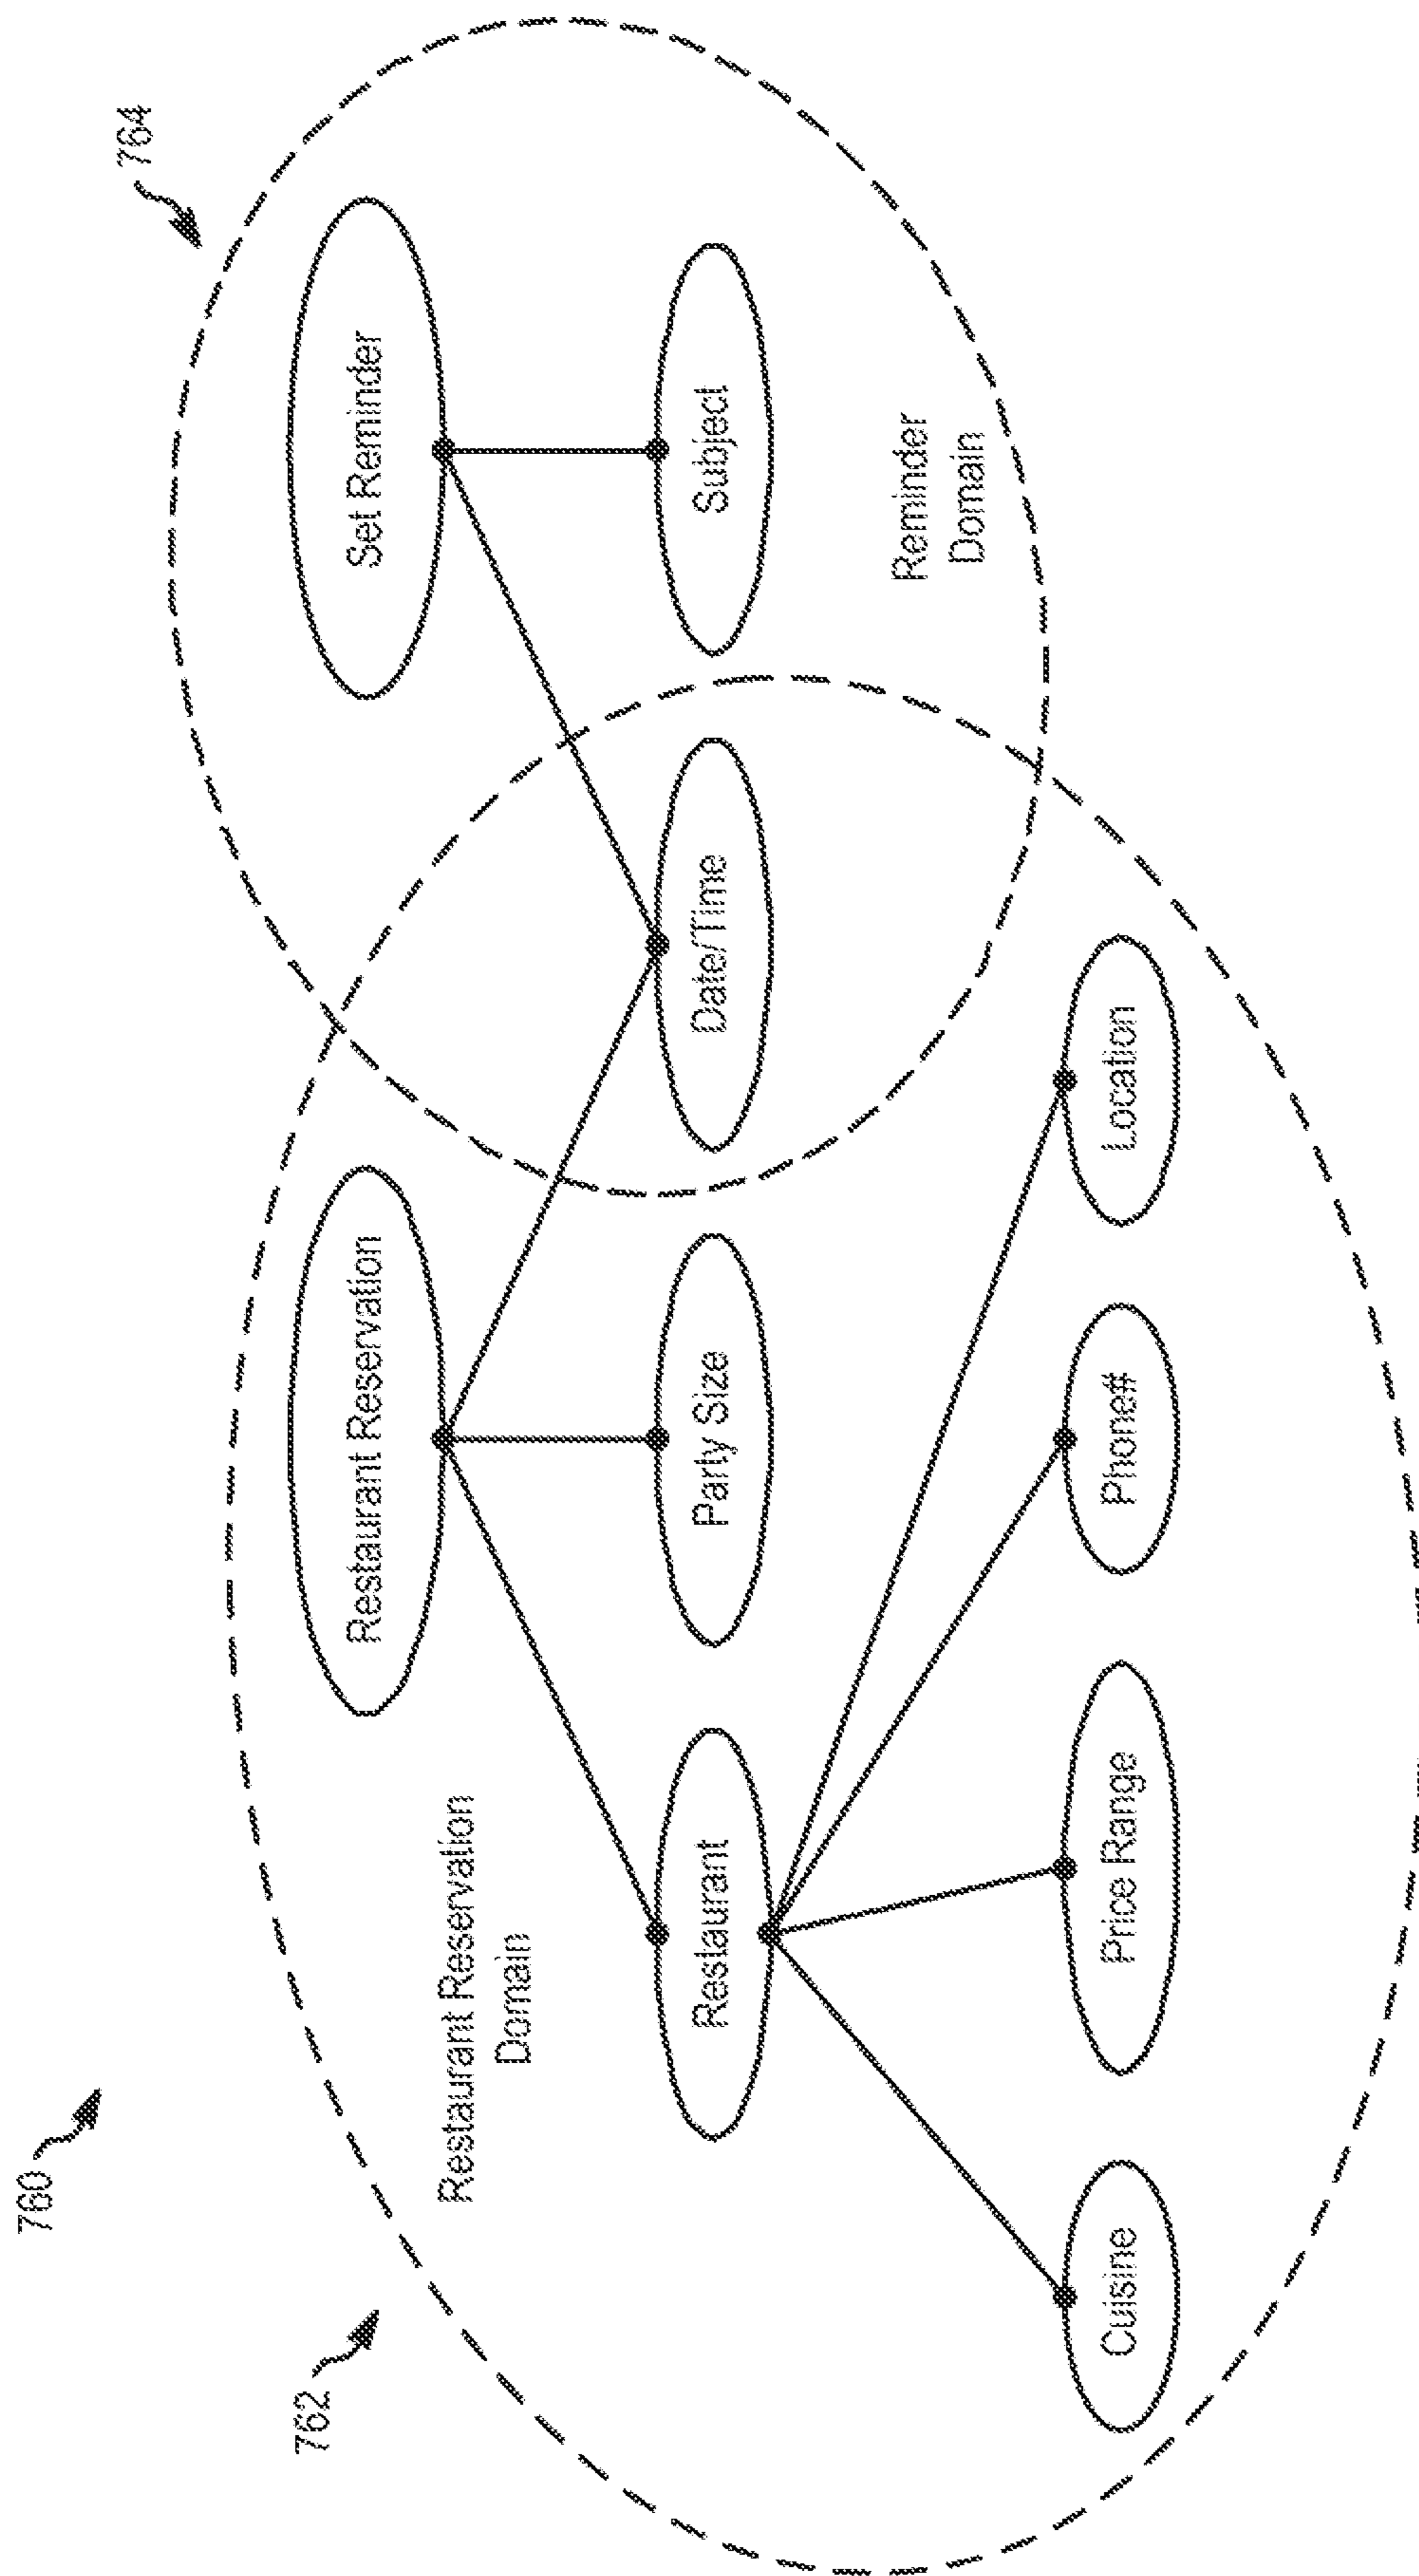 760
762
764
Restaurant Reservation
Domain
Restaurant Reservation
Set Reminder
Restaurant
Party Size
Date/Time
Subject
Reminder
Domain
Cuisine
Price Range
Phone#
Location